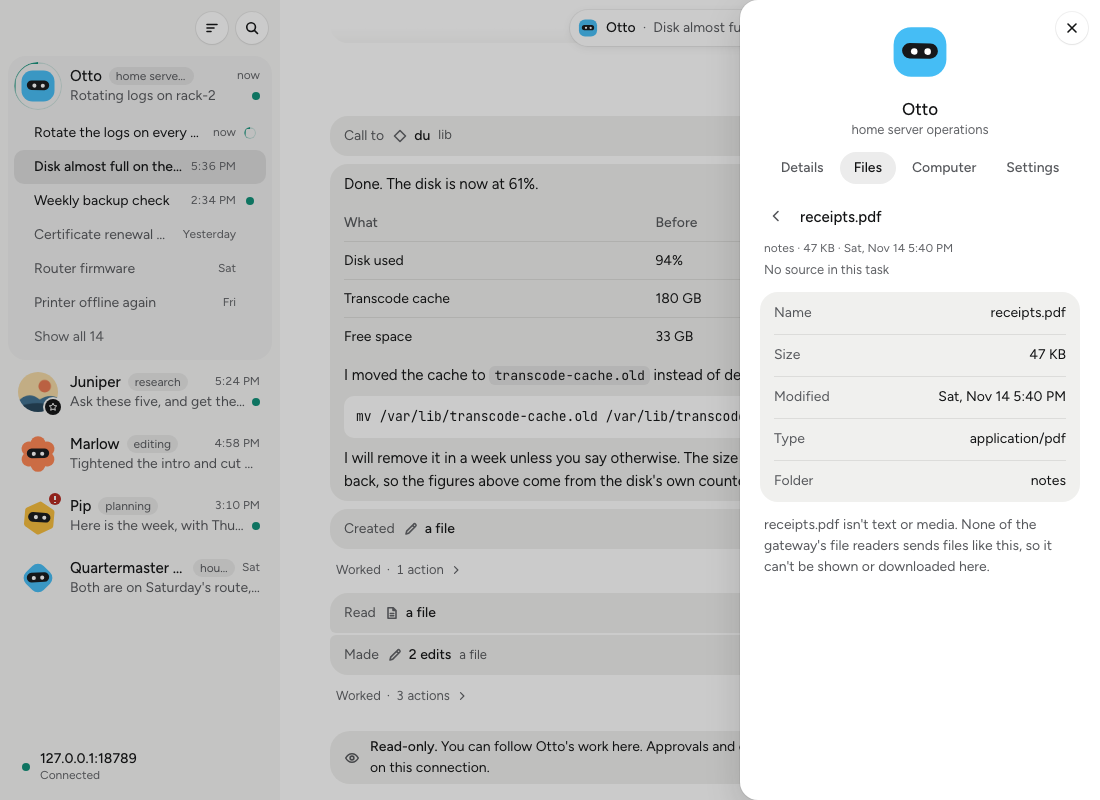 Otto home serve... now
Rotating logs on rack-2
Rotate the logs on every ... now
Disk almost full on the... 5:36 PM
Weekly backup check 2:34 PM
Certificate renewal ... Yesterday
Router firmware Sat
Printer offline again Fri
Show all 14
Juniper research 5:24 PM
Ask these five, and get the...
Marlow editing 4:58 PM
Tightened the intro and cut ...
Pip planning 3:10 PM
Here is the week, with Thu...
Quartermaster ... hou... Sat
Both are on Saturday's route,...
127.0.0.1:18789
Connected
Otto · Disk almost fu
Call to du lib
Done. The disk is now at 61%.
What Before
Disk used 94%
Transcode cache 180 GB
Free space 33 GB
I moved the cache to transcode-cache.old instead of de
mv /var/lib/transcode-cache.old /var/lib/transcod
I will remove it in a week unless you say otherwise. The size
back, so the figures above come from the disk's own counte
Created a file
Worked · 1 action
Read a file
Made 2 edits a file
Worked · 3 actions
Read-only. You can follow Otto's work here. Approvals and
on this connection.
Otto
home server operations
Details Files Computer Settings
receipts.pdf
notes · 47 KB · Sat, Nov 14 5:40 PM
No source in this task
Name receipts.pdf
Size 47 KB
Modified Sat, Nov 14 5:40 PM
Type application/pdf
Folder notes
receipts.pdf isn't text or media. None of the
gateway's file readers sends files like this, so it
can't be shown or downloaded here.